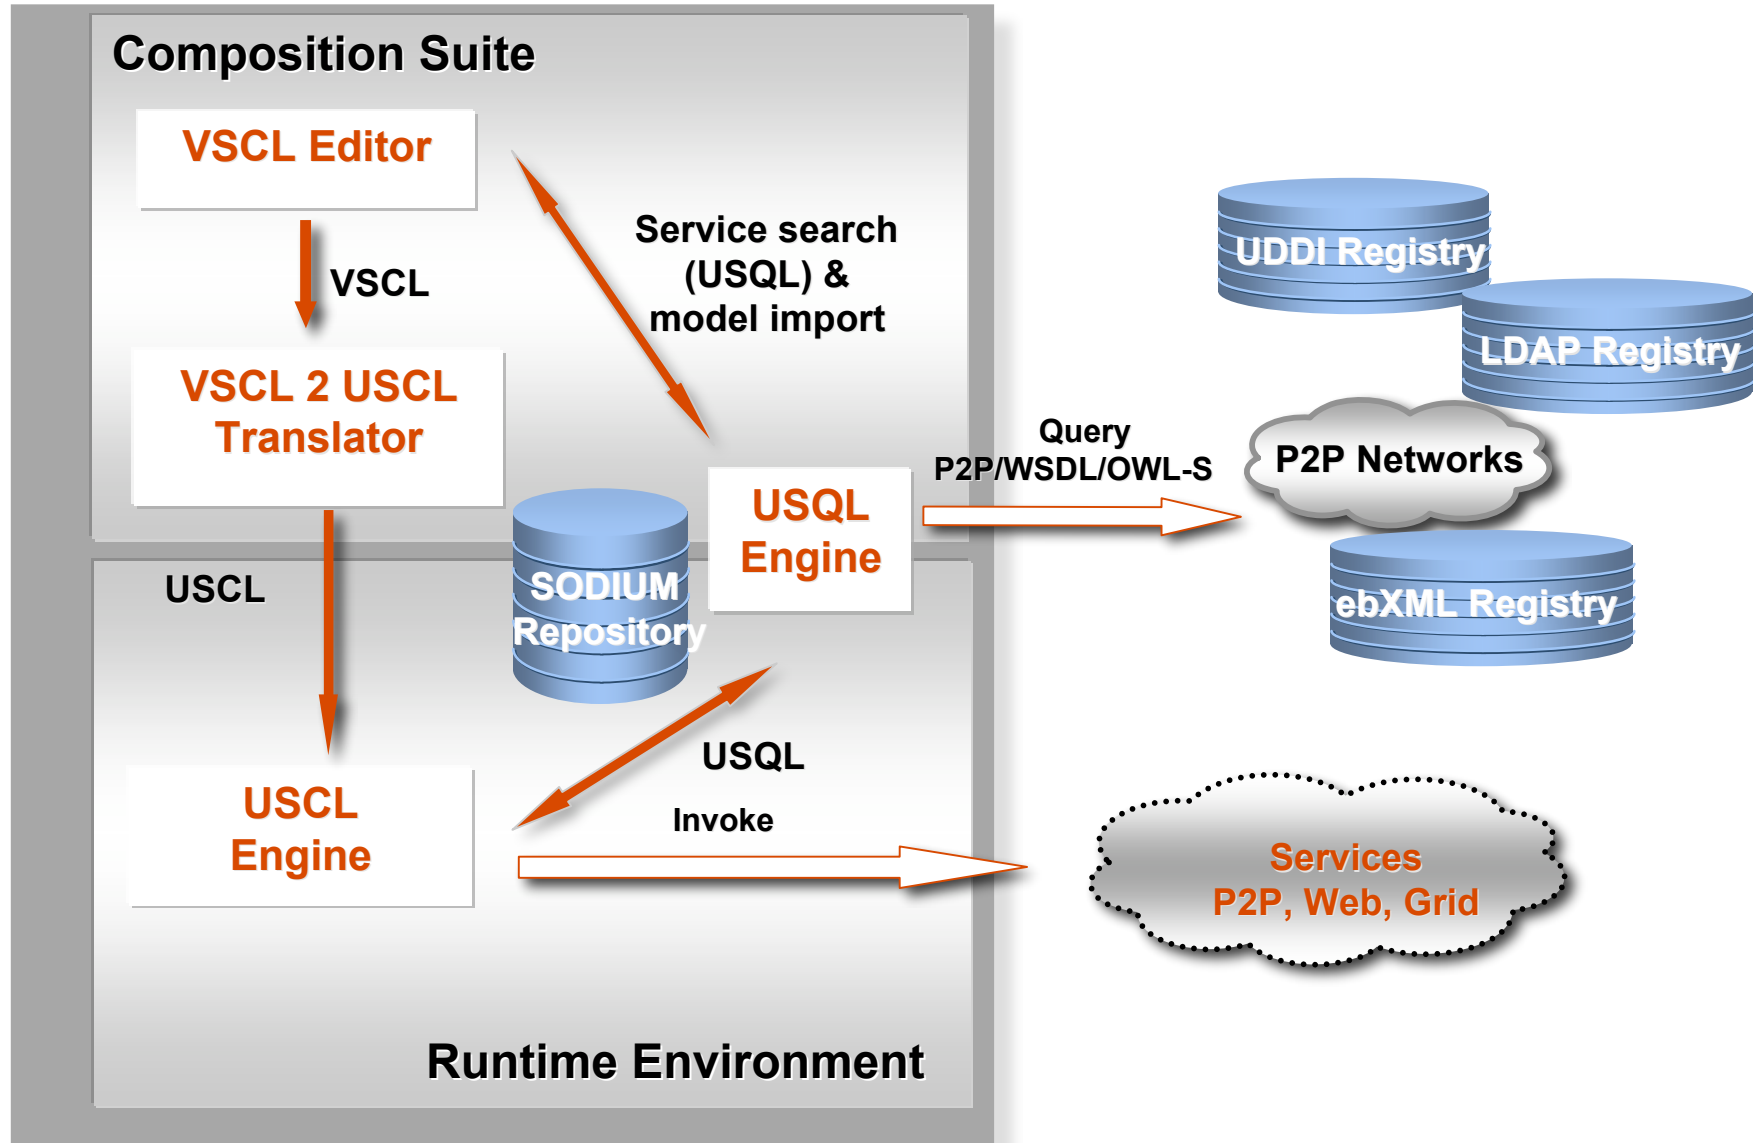 Composition Suite
VSCL Editor
VSCL
Service search
(USQL) &
model import
VSCL 2 USCL
Translator
UDDI Registry
LDAP Registry
Query
P2P/WSDL/OWL-S
P2P Networks
USQL
Engine
SODIUM
Repository
ebXML Registry
USCL
USQL
Invoke
USCL
Engine
Services
P2P, Web, Grid
Runtime Environment